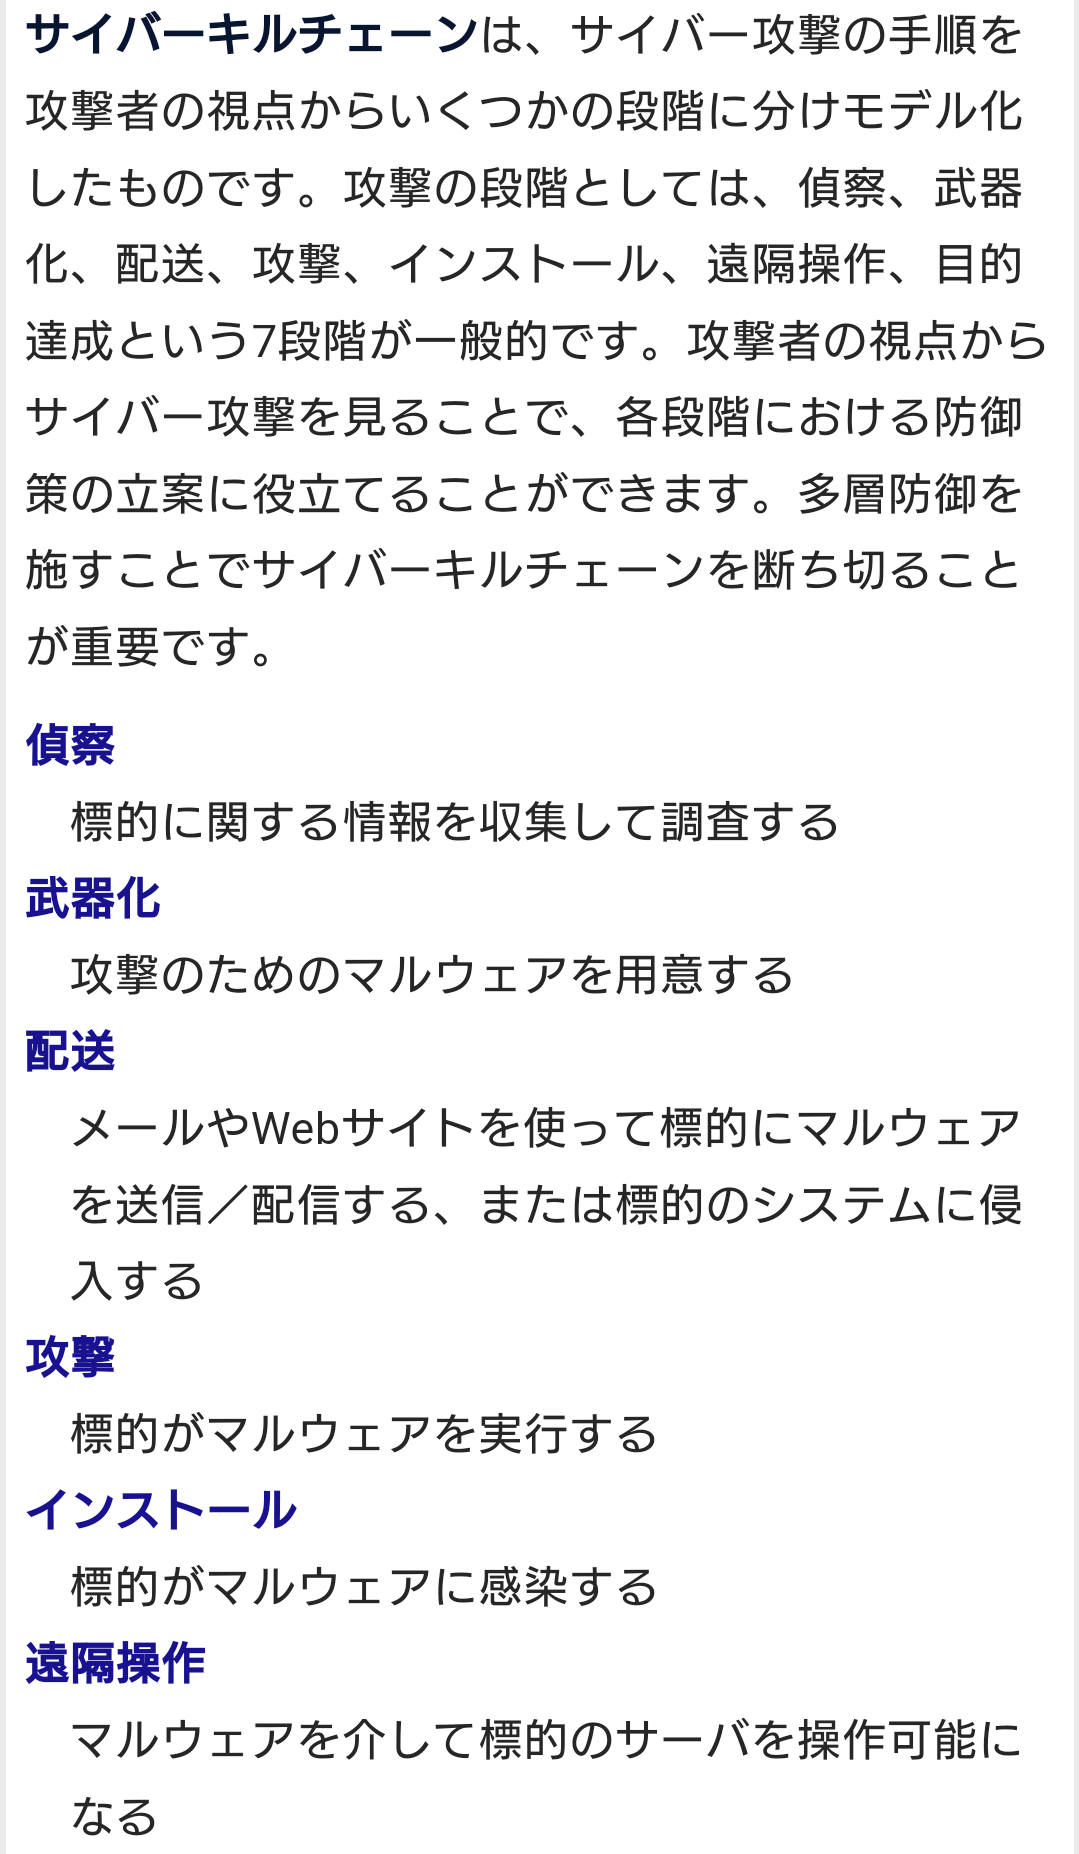 サイバーキルチェーンは、サイバー攻撃の手順を
攻撃者の視点からいくつかの段階に分けモデル化
したものです。攻撃の段階としては、偵察、武器
化、配送、攻撃、インストール、遠隔操作、目的
達成という7段階が一般的です。攻撃者の視点から
サイバー攻撃を見ることで、各段階における防御
策の立案に役立てることができます。多層防御を
施すことでサイバーキルチェーンを断ち切ること
が重要です。
偵察
標的に関する情報を収集して調査する
武器化
攻撃のためのマルウェアを用意する
配送
メールやWebサイトを使って標的にマルウェア
を送信／配信する、または標的のシステムに侵
入する
攻撃
標的がマルウェアを実行する
インストール
標的がマルウェアに感染する
遠隔操作
マルウェアを介して標的のサーバを操作可能に
なる